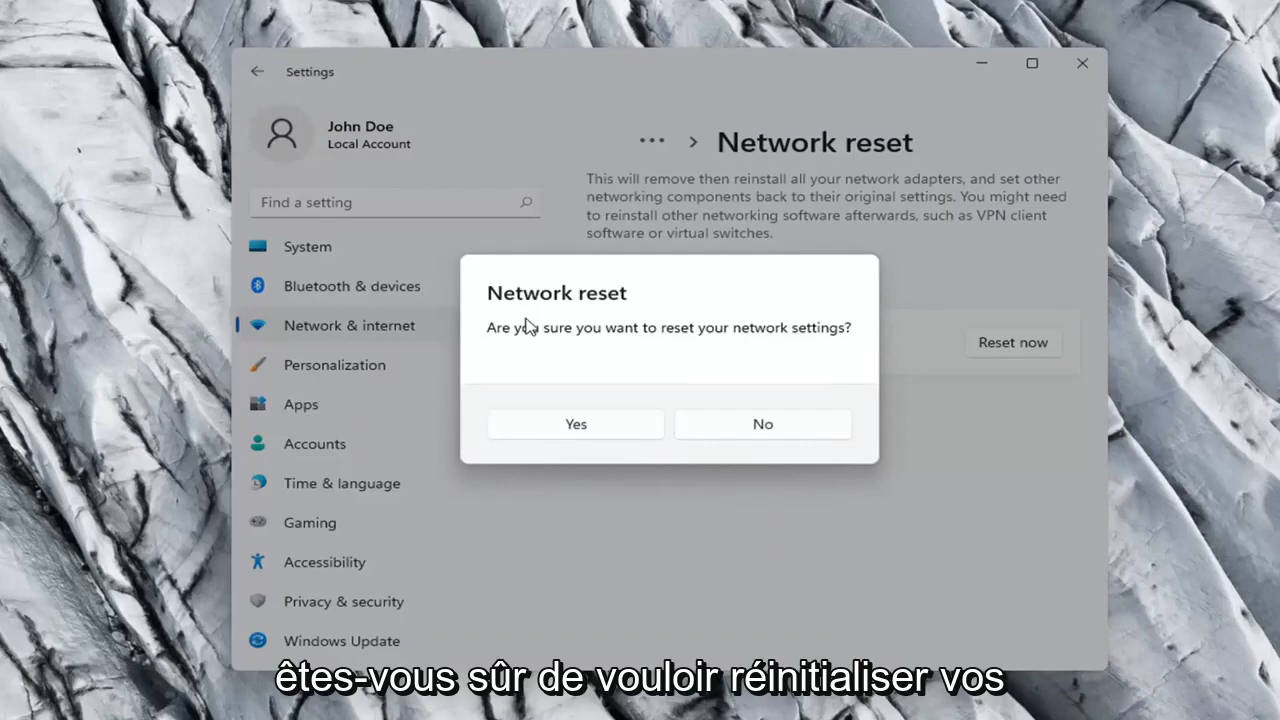 Settings
John Doe
Local Account
Find a setting
System
Bluetooth & devices
Network & internet
Personalization
Apps
Accounts
Time & language
Gaming
Accessibility
Privacy & security
Windows Update
... > Network reset
This will remove then reinstall all your network adapters, and set other
networking components back to their original settings. You might need
to reinstall other networking software afterwards, such as VPN client
software or virtual switches.
Reset now
Network reset
Are you sure you want to reset your network settings?
Yes
No
êtes-vous sûr de vouloir réinitialiser vos